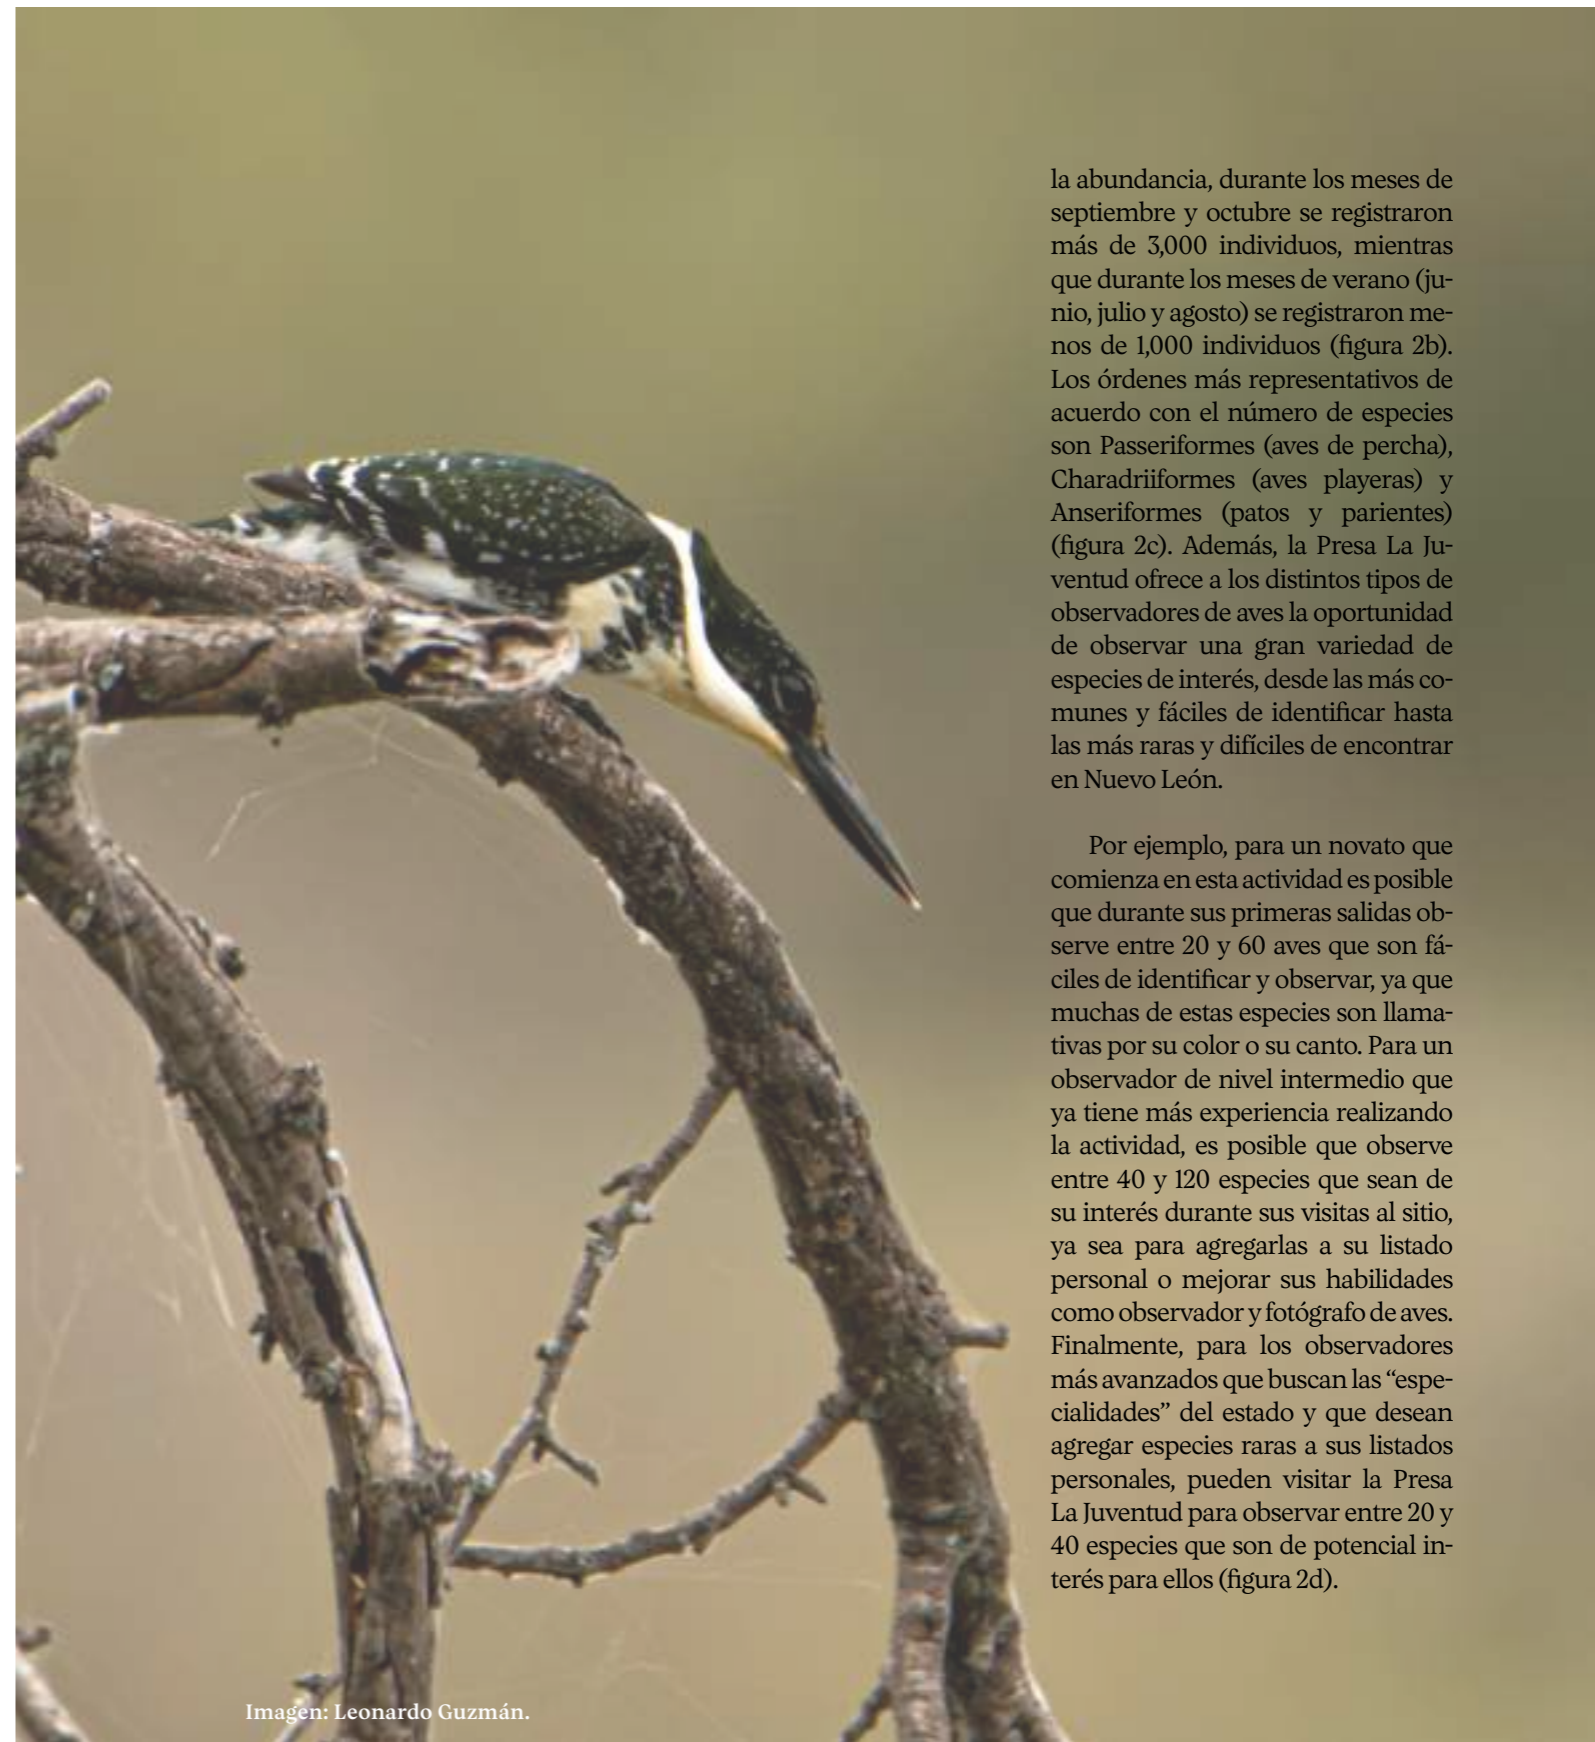 la abundancia, durante los meses de
septiembre y octubre se registraron
más de 3,000 individuos, mientras
que durante los meses de verano (ju-
nio, julio y agosto) se registraron me-
nos de 1,000 individuos (figura 2b).
Los órdenes más representativos de
acuerdo con el número de especies
son Passeriformes (aves de percha),
Charadriiformes (aves playeras) y
Anseriformes (patos y parientes)
(figura 2c). Además, la Presa La Ju-
ventud ofrece a los distintos tipos de
observadores de aves la oportunidad
de observar una gran variedad de
especies de interés, desde las más co-
munes y fáciles de identificar hasta
las más raras y difíciles de encontrar
en Nuevo León.
Por ejemplo, para un novato que
comienza en esta actividad es posible
que durante sus primeras salidas ob-
serve entre 20 y 60 aves que son fá-
ciles de identificar y observar, ya que
muchas de estas especies son llama-
tivas por su color o su canto. Para un
observador de nivel intermedio que
ya tiene más experiencia realizando
la actividad, es posible que observe
entre 40 y 120 especies que sean de
su interés durante sus visitas al sitio,
ya sea para agregarlas a su listado
personal o mejorar sus habilidades
como observador y fotógrafo de aves.
Finalmente, para los observadores
más avanzados que buscan las “espe-
cialidades” del estado y que desean
agregar especies raras a sus listados
personales, pueden visitar la Presa
La Juventud para observar entre 20 y
40 especies que son de potencial in-
terés para ellos (figura 2d).
Imagen: Leonardo Guzmán.